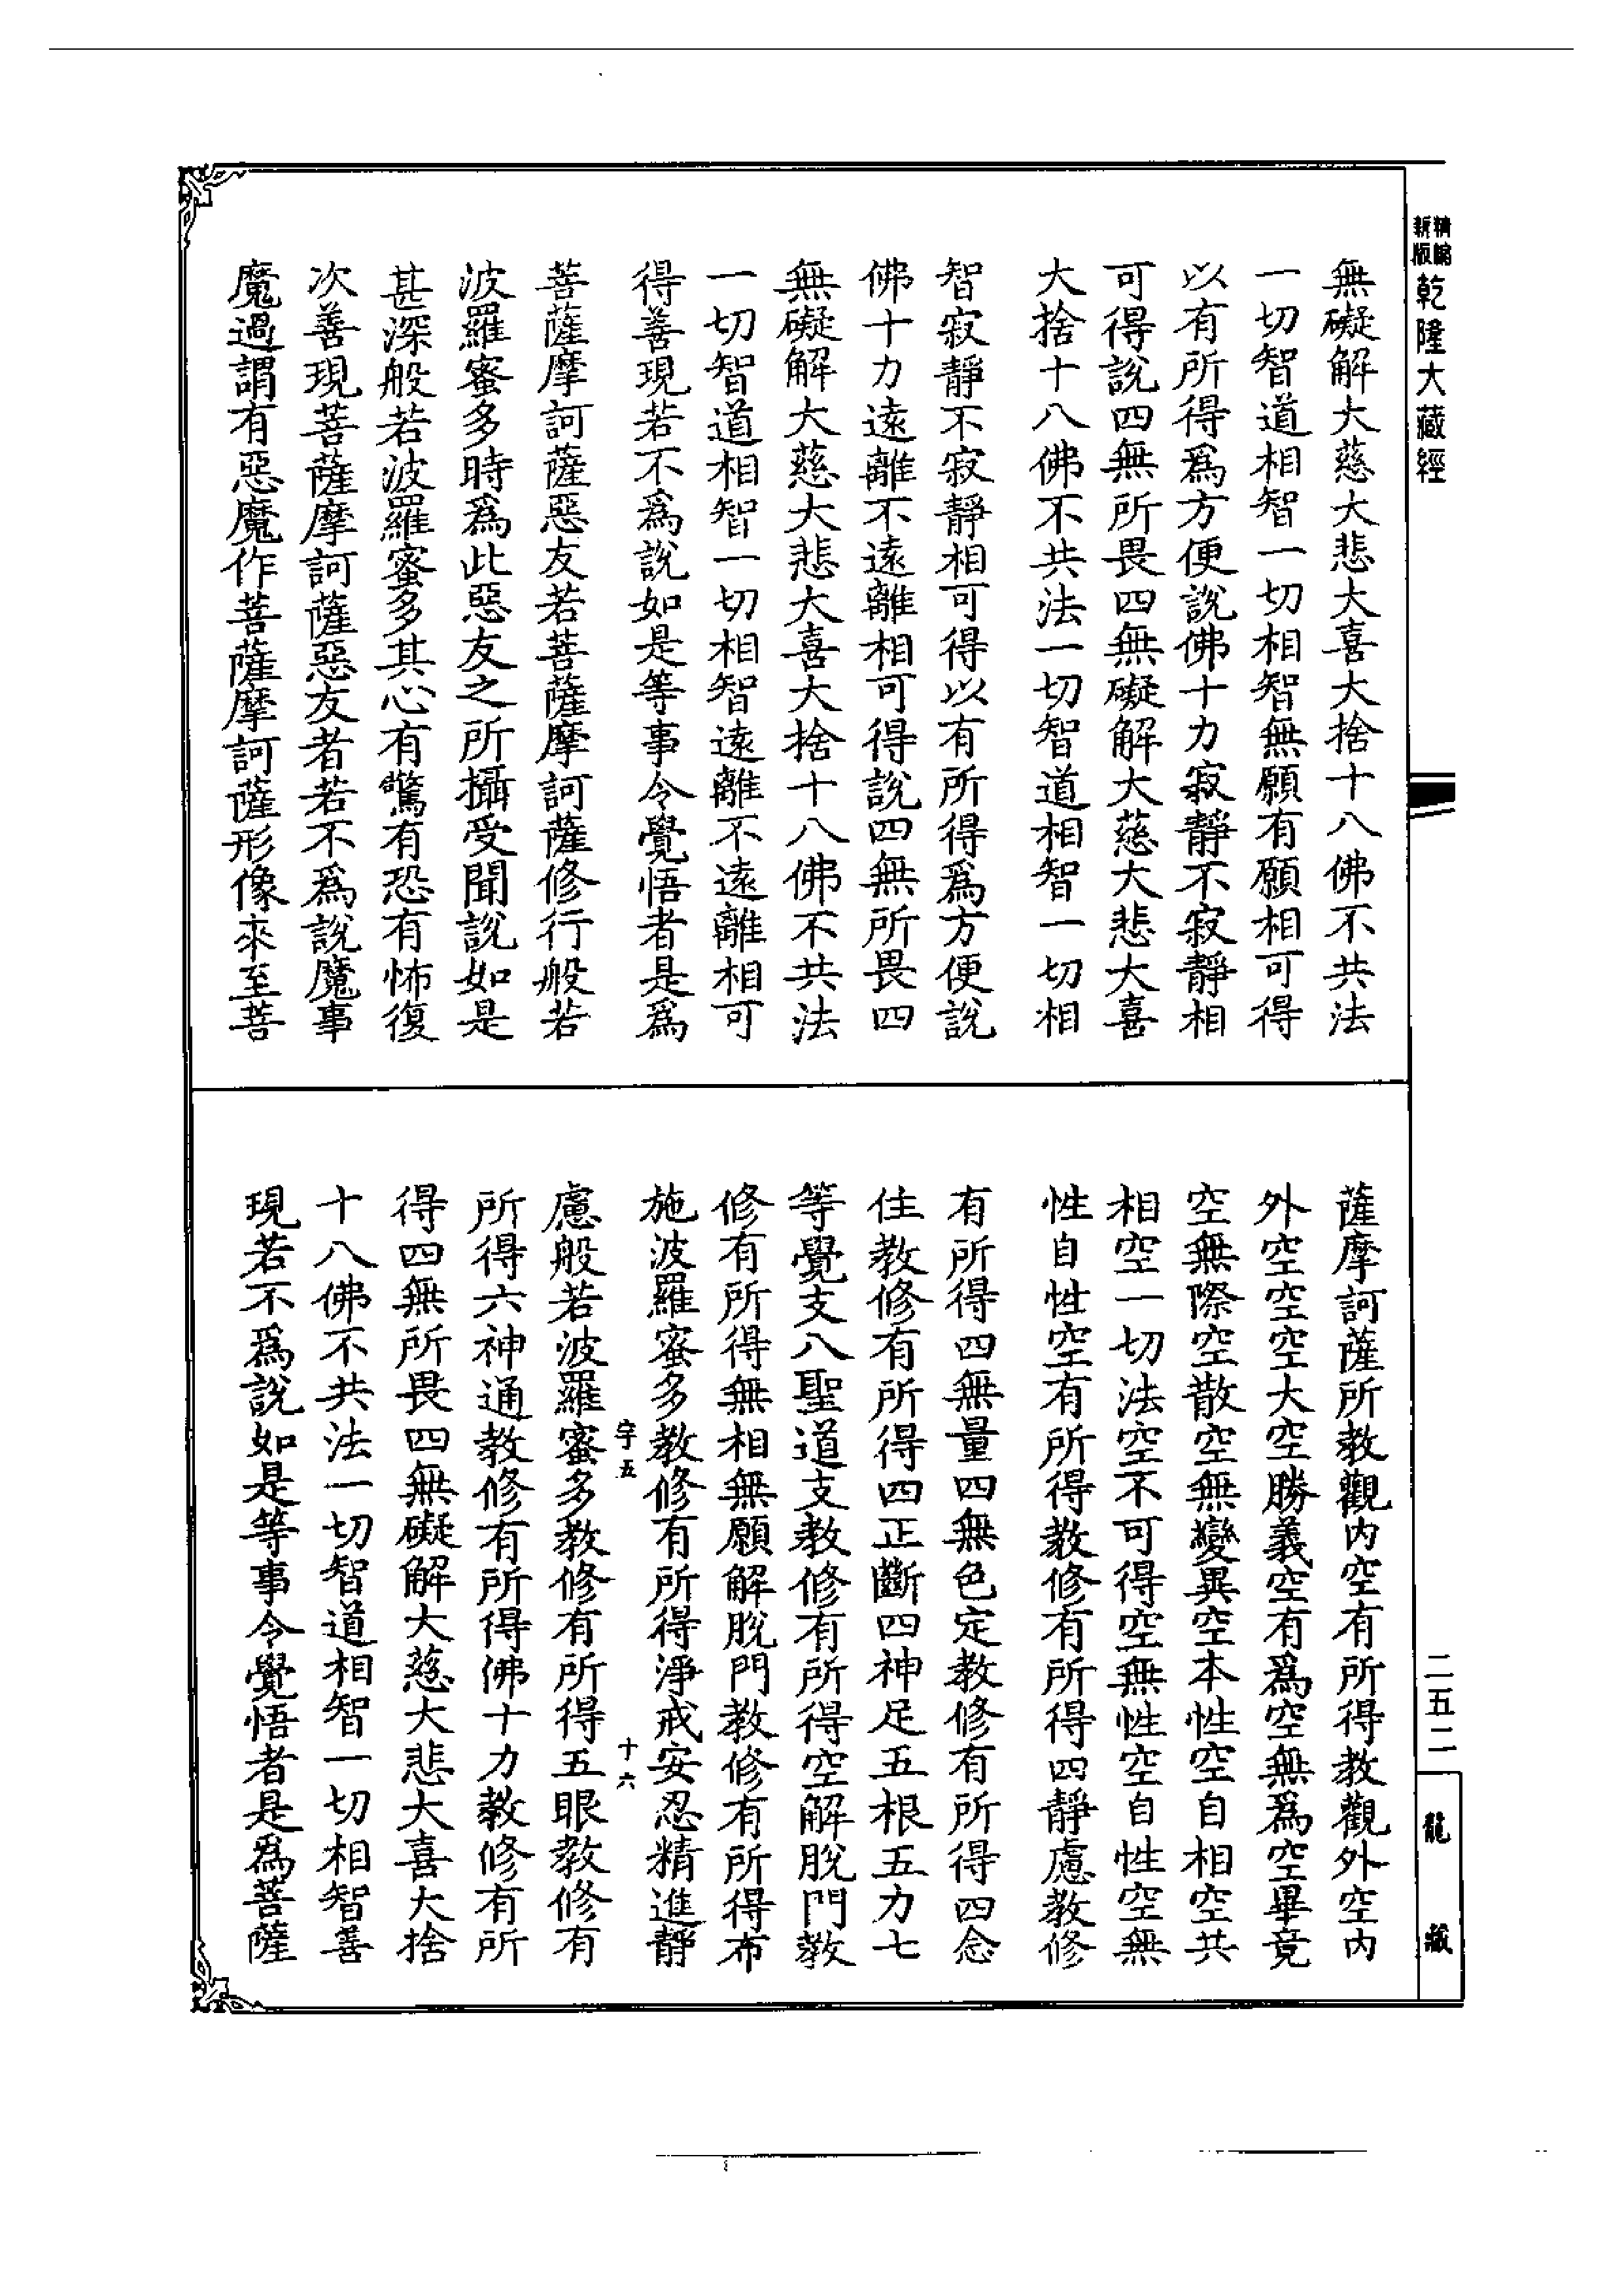 新版精編
乾隆大藏經
無礙解大慈大悲大喜大捨十八佛不共法
一切智道相智一切相智無願有願相可得
以有所得爲方便說佛十力寂靜不寂靜相
可得說四無所畏四無礙解大慈大悲大喜
大捨十八佛不共法一切智道相智一切相
智寂靜不寂靜相可得以有所得爲方便說
佛十力遠離不遠離相可得說四無所畏四
無礙解大慈大悲大喜大捨十八佛不共法
一切智道相智一切相智遠離不遠離相可
得善現若不爲說如是等事令覺悟者是爲
菩薩摩訶薩惡友若菩薩摩訶薩修行般若
波羅蜜多時爲此惡友之所攝受聞說如是
甚深般若波羅蜜多其心有驚有恐有怖復
次善現菩薩摩訶薩惡友者若不爲說魔事
魔過謂有惡魔作菩薩摩訶薩形像來至菩
薩摩訶薩所教觀內空有所得教觀外空內
外空空空大空勝義空有爲空無爲空畢竟
空無際空散空無變異空本性空自相空共
相空一切法空不可得空無性空自性空無
性自性空有所得教修有所得四靜慮教修
有所得四無量四無色定教修有所得四念
住教修有所得四正斷四神足五根五力七
等覺支八聖道支教修有所得空解脫門教
修有所得無相無願解脫門教修有所得布
施波羅蜜多教修有所得淨戒安忍精進靜
字五
十六
慮般若波羅蜜多教修有所得五眼教修有
所得六神通教修有所得佛十力教修有所
得四無所畏四無礙解大慈大悲大喜大捨
十八佛不共法一切智道相智一切相智善
現若不爲說如是等事令覺悟者是爲菩薩
二五二
龍藏